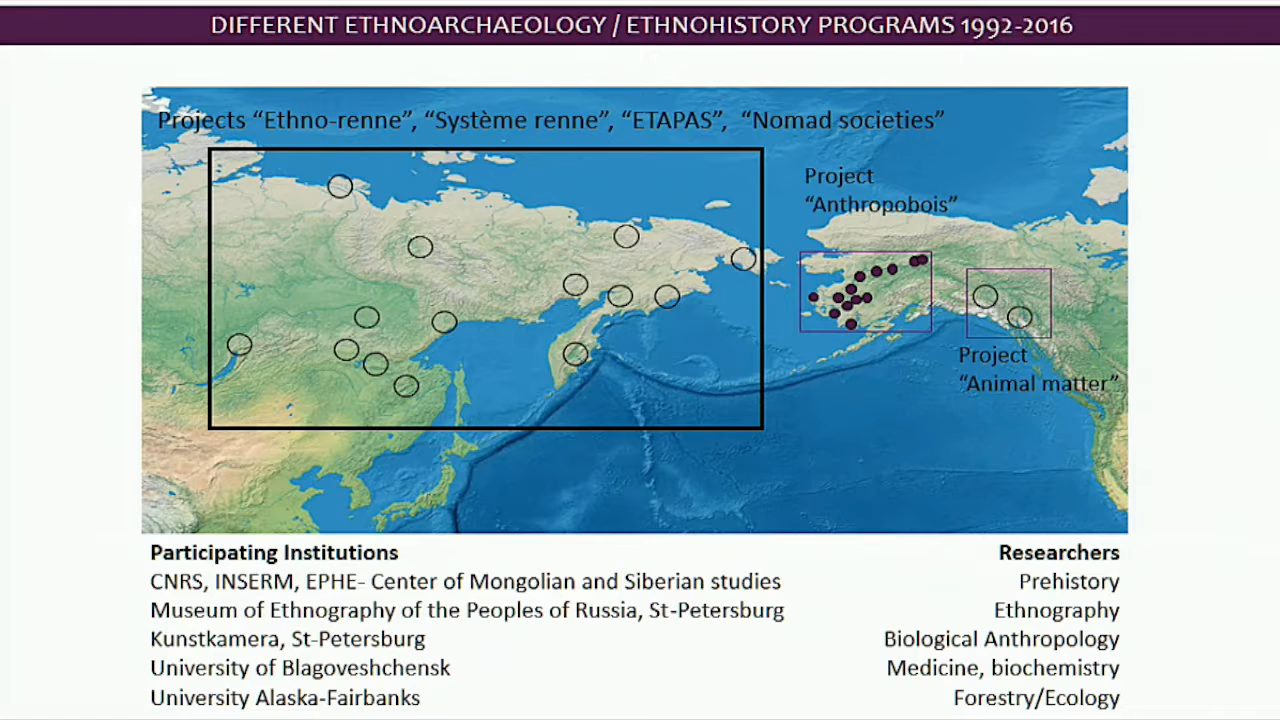 DIFFERENT ETHNOARCHAEOLOGY / ETHNOHISTORY PROGRAMS 1992-2016
Projects “Ethno-renne”, “Système renne”, “ETAPAS”, “Nomad societies”
Project
“Anthropobois”
Project
“Animal matter”
Participating Institutions
CNRS, INSERM, EPHE- Center of Mongolian and Siberian studies
Museum of Ethnography of the Peoples of Russia, St-Petersburg
Kunstkamera, St-Petersburg
University of Blagoveshchensk
University Alaska-Fairbanks
Researchers
Prehistory
Ethnography
Biological Anthropology
Medicine, biochemistry
Forestry/Ecology